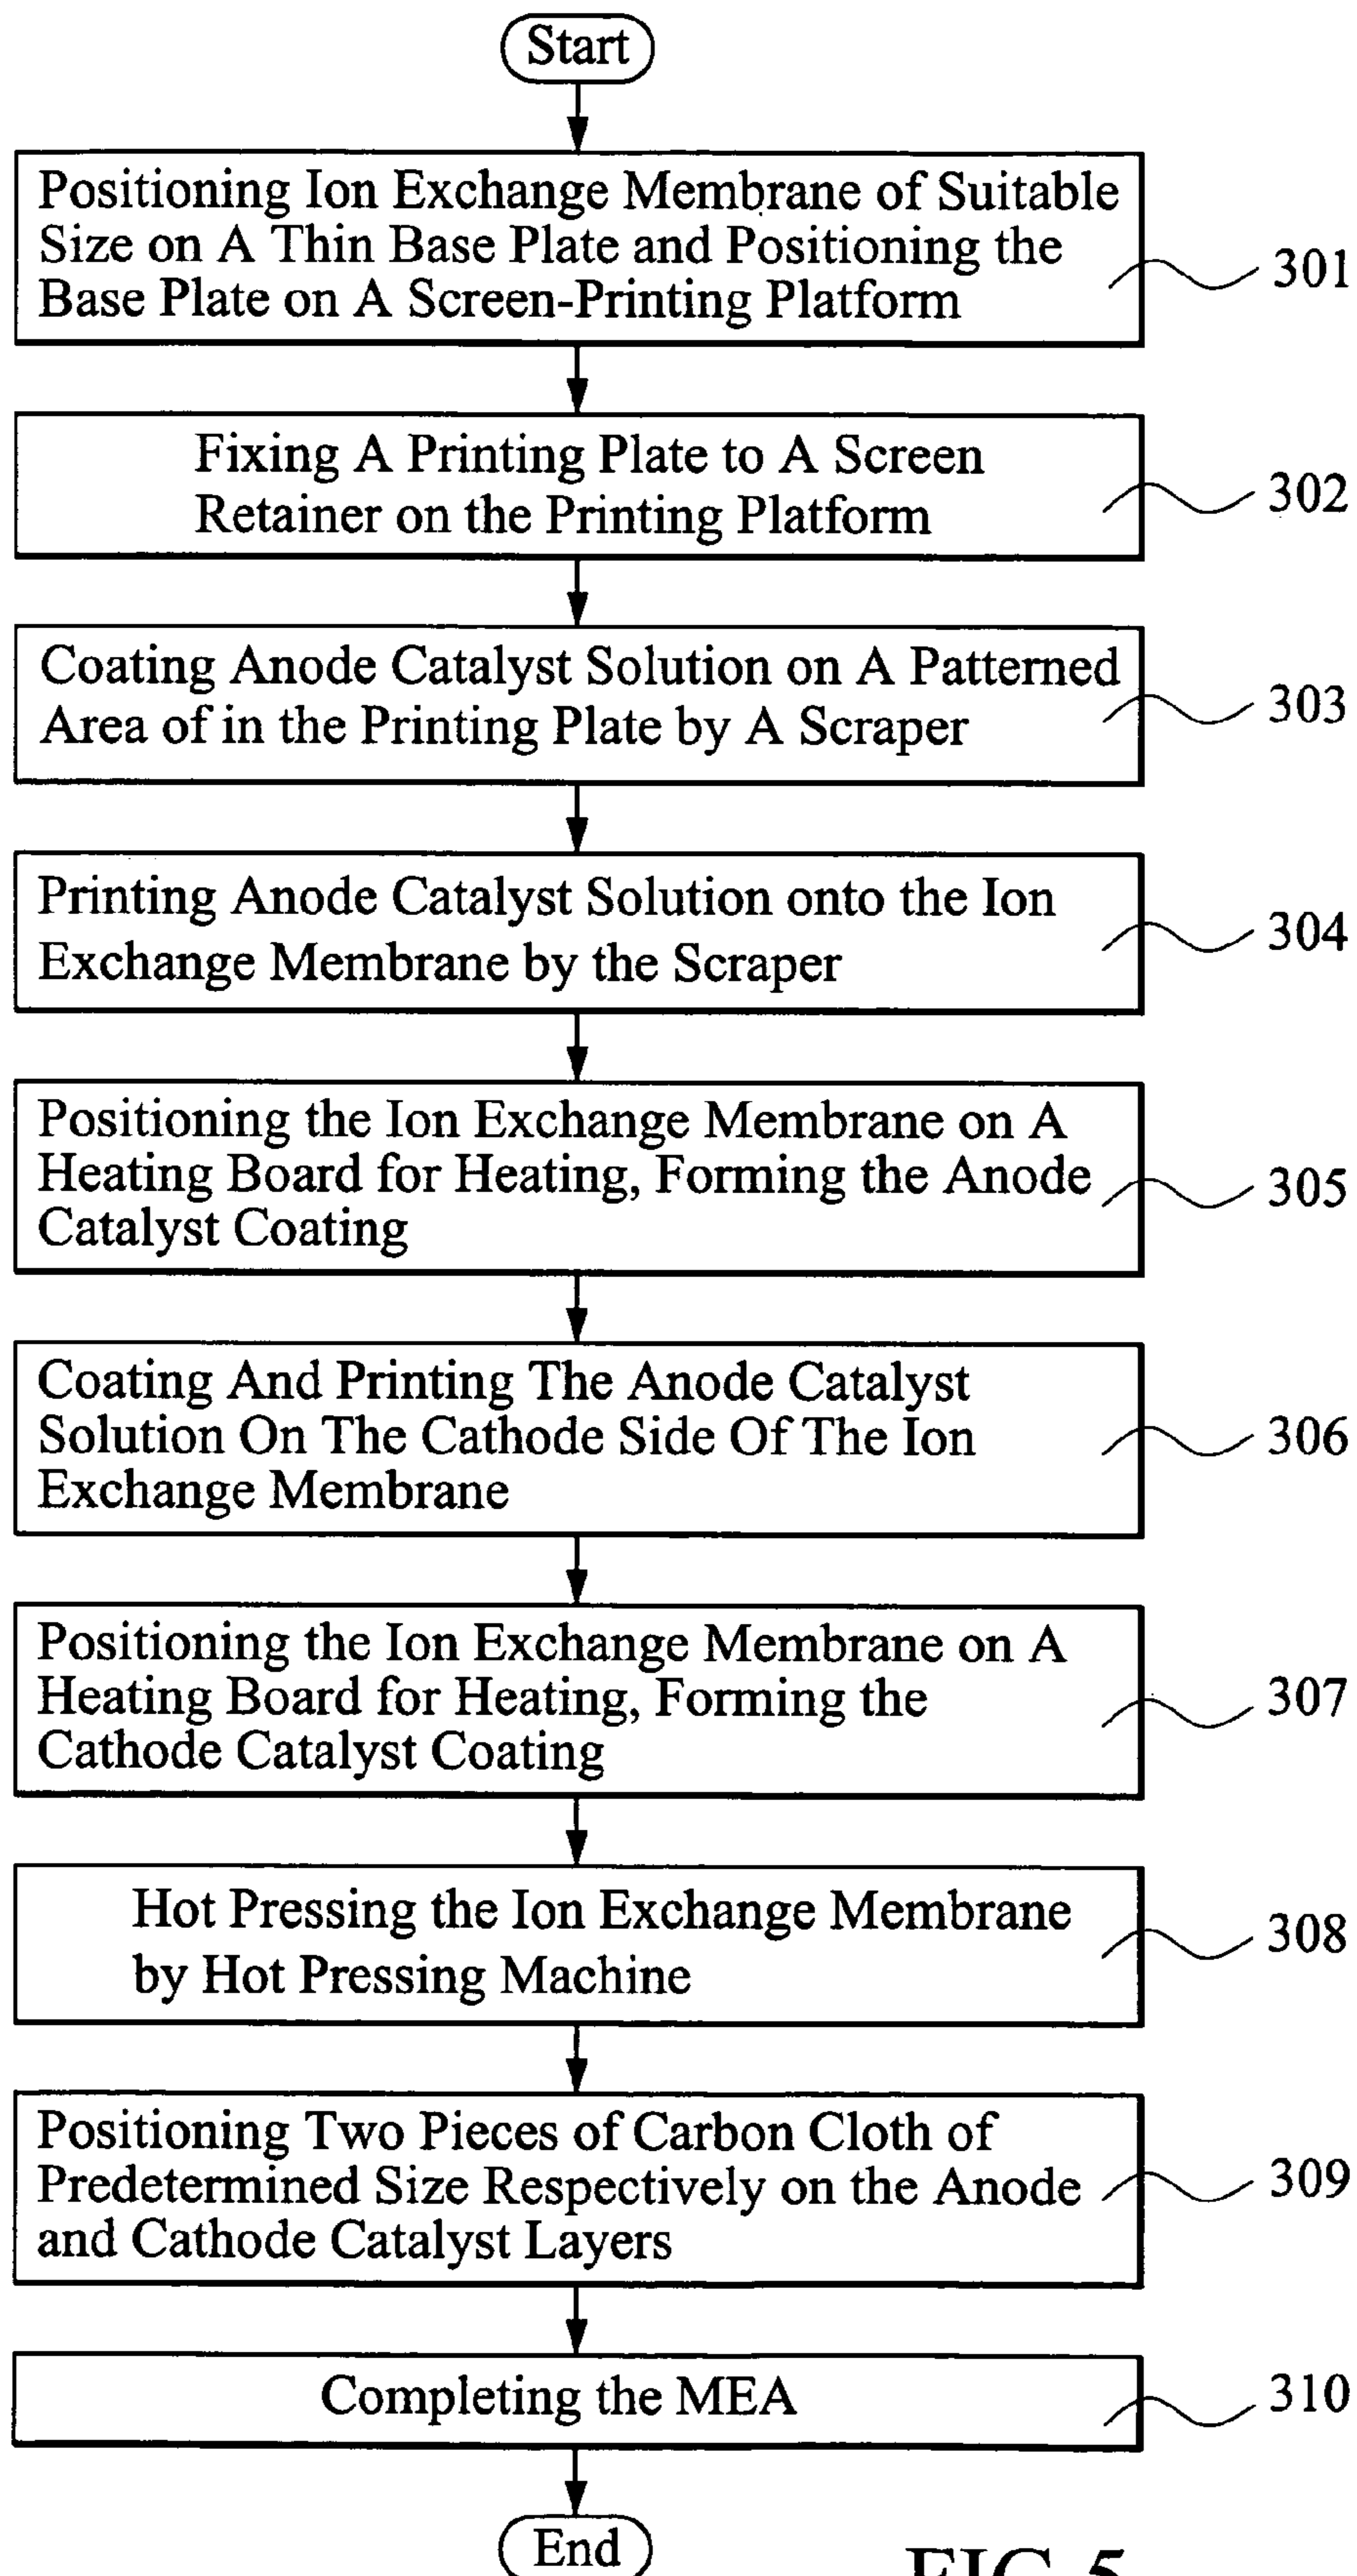 Start
Positioning Ion Exchange Membrane of Suitable
Size on A Thin Base Plate and Positioning the
Base Plate on A Screen-Printing Platform
301
Fixing A Printing Plate to A Screen
Retainer on the Printing Platform
302
Coating Anode Catalyst Solution on A Patterned
Area of in the Printing Plate by A Scraper
303
Printing Anode Catalyst Solution onto the Ion
Exchange Membrane by the Scraper
304
Positioning the Ion Exchange Membrane on A
Heating Board for Heating, Forming the Anode
Catalyst Coating
305
Coating And Printing The Anode Catalyst
Solution On The Cathode Side Of The Ion
Exchange Membrane
306
Positioning the Ion Exchange Membrane on A
Heating Board for Heating, Forming the
Cathode Catalyst Coating
307
Hot Pressing the Ion Exchange Membrane
by Hot Pressing Machine
308
Positioning Two Pieces of Carbon Cloth of
Predetermined Size Respectively on the Anode
and Cathode Catalyst Layers
309
Completing the MEA
310
End
FIG.5